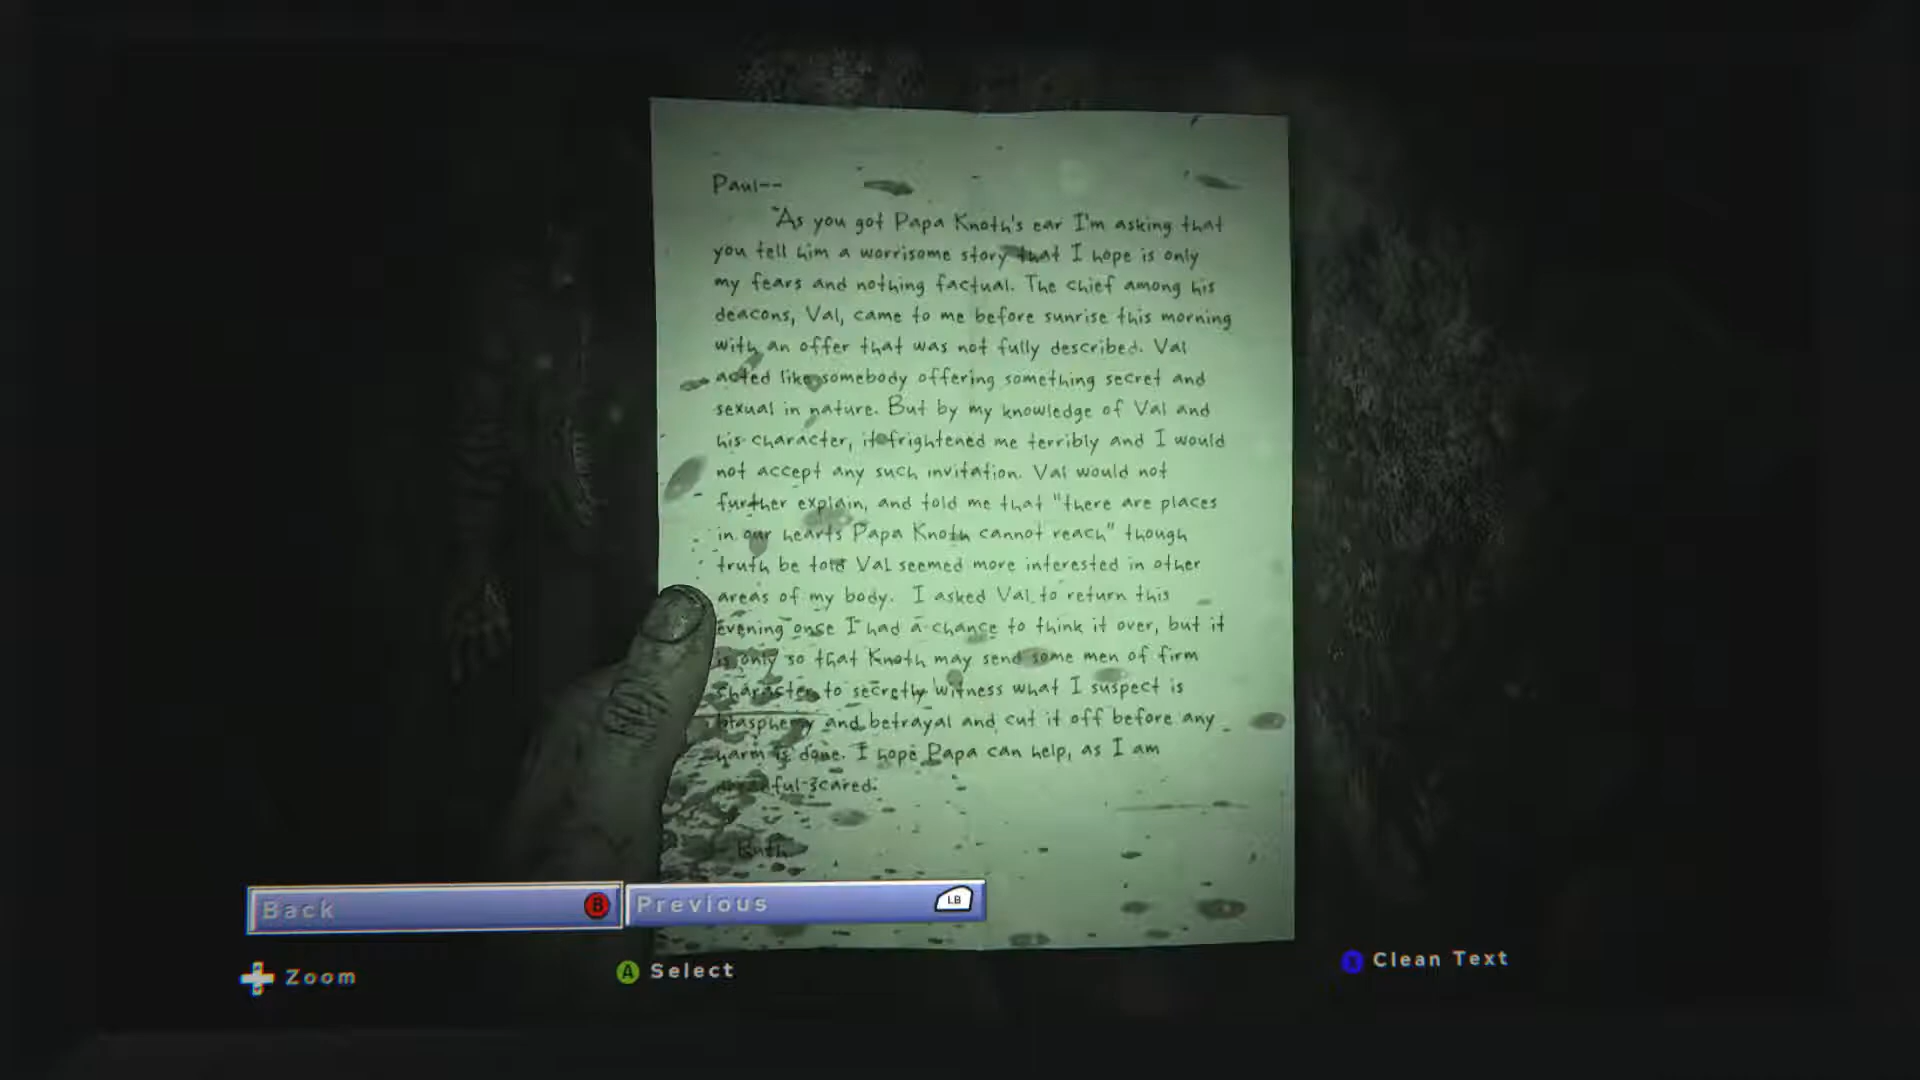 Paul--
"As you got Papa Knoth's ear I'm asking that
you tell him a worrisome story that I hope is only
my fears and nothing factual. The chief among his
deacons, Val, came to me before sunrise this morning
with an offer that was not fully described. Val
acted like somebody offering something secret and
sexual in nature. But by my knowledge of Val and
his character, it frightened me terribly and I would
not accept any such invitation. Val would not
further explain, and told me that "there are places
in our hearts Papa Knoth cannot reach" though
truth be told Val seemed more interested in other
areas of my body. I asked Val to return this
evening once I had a chance to think it over, but it
is only so that Knoth may send some men of firm
character to secretly witness what I suspect is
blasphemy and betrayal and cut it off before any
harm is done. I hope Papa can help, as I am
scared.
Ruth
Back B
Previous LB
Zoom
A Select
X Clean Text